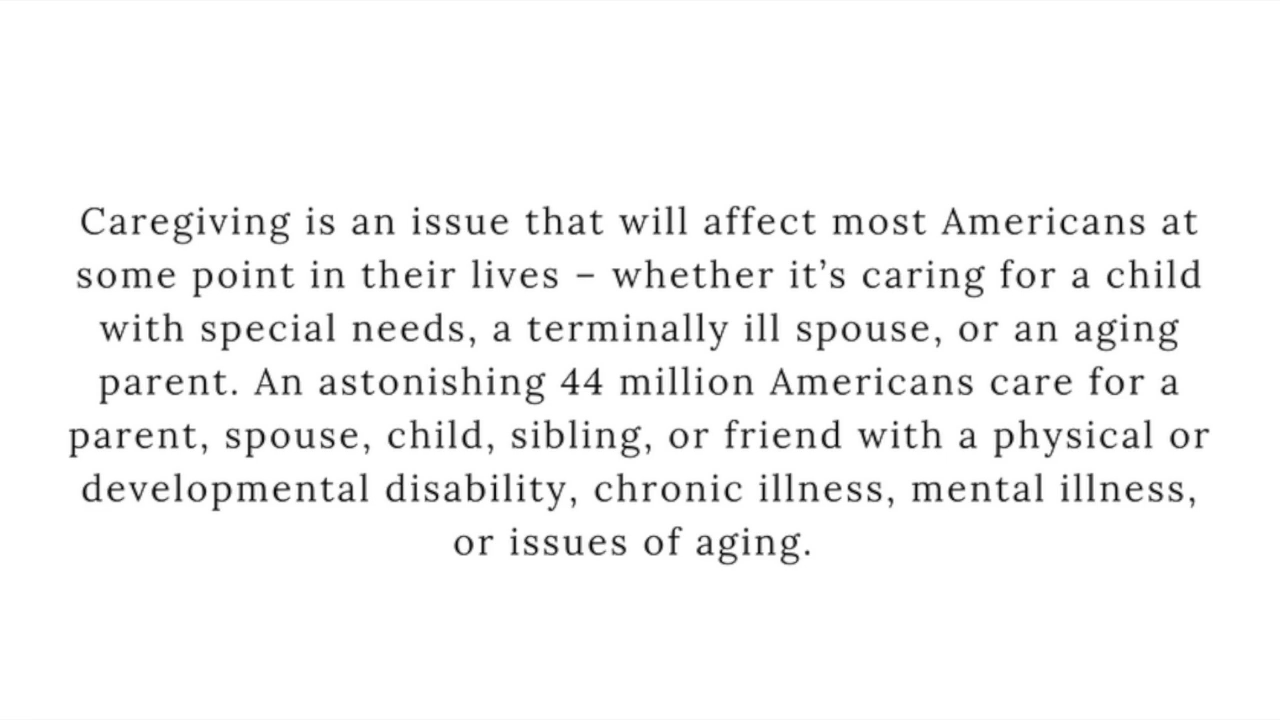 Caregiving is an issue that will affect most Americans at
some point in their lives – whether it’s caring for a child
with special needs, a terminally ill spouse, or an aging
parent. An astonishing 44 million Americans care for a
parent, spouse, child, sibling, or friend with a physical or
developmental disability, chronic illness, mental illness,
or issues of aging.